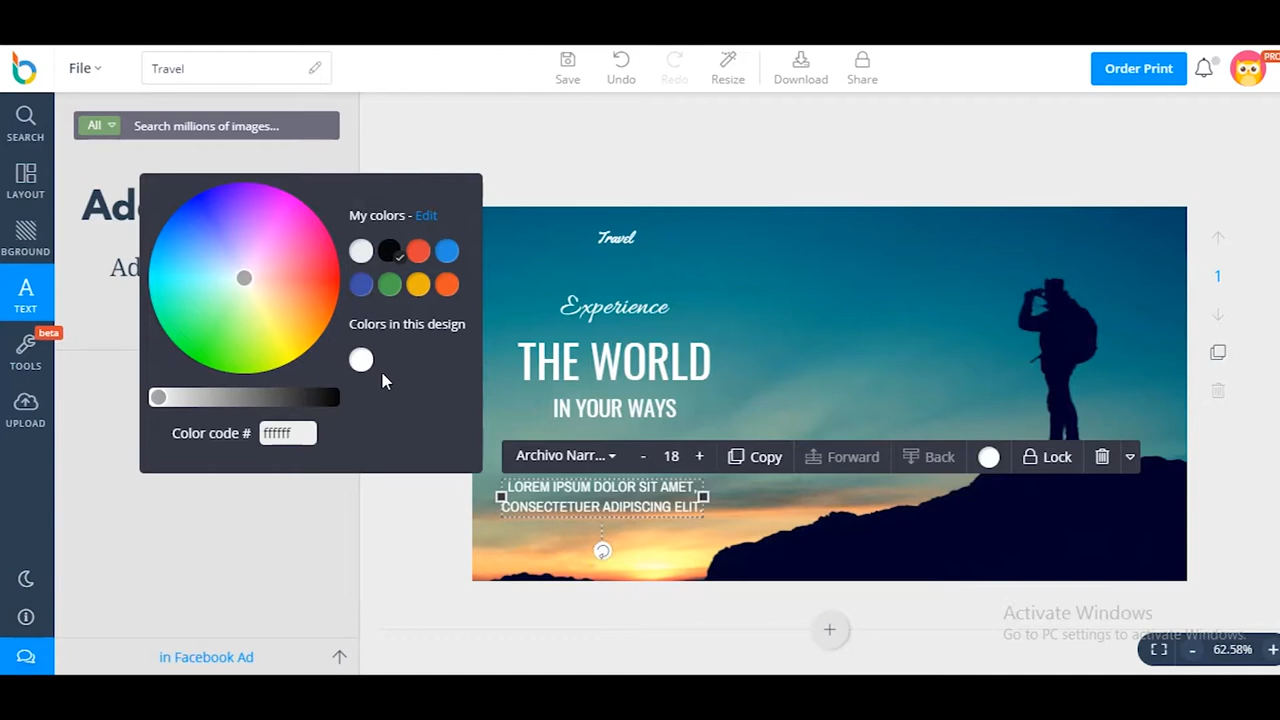 File
Travel
Save
Undo
Redo
Resize
Download
Share
Order Print
PRO
SEARCH
LAYOUT
BGROUND
TEXT
beta
TOOLS
UPLOAD
All
Search millions of images...
Ad
My colors - Edit
Colors in this design
Color code #
ffffff
Travel
Experience
THE WORLD
IN YOUR WAYS
Archivo Narr...
- 18 +
Copy
Forward
Back
Lock
LOREM IPSUM DOLOR SIT AMET,
CONSECTETUER ADIPISCING ELIT.
1
in Facebook Ad
Activate Windows
Go to PC settings to activate Windows.
- 62.58% +